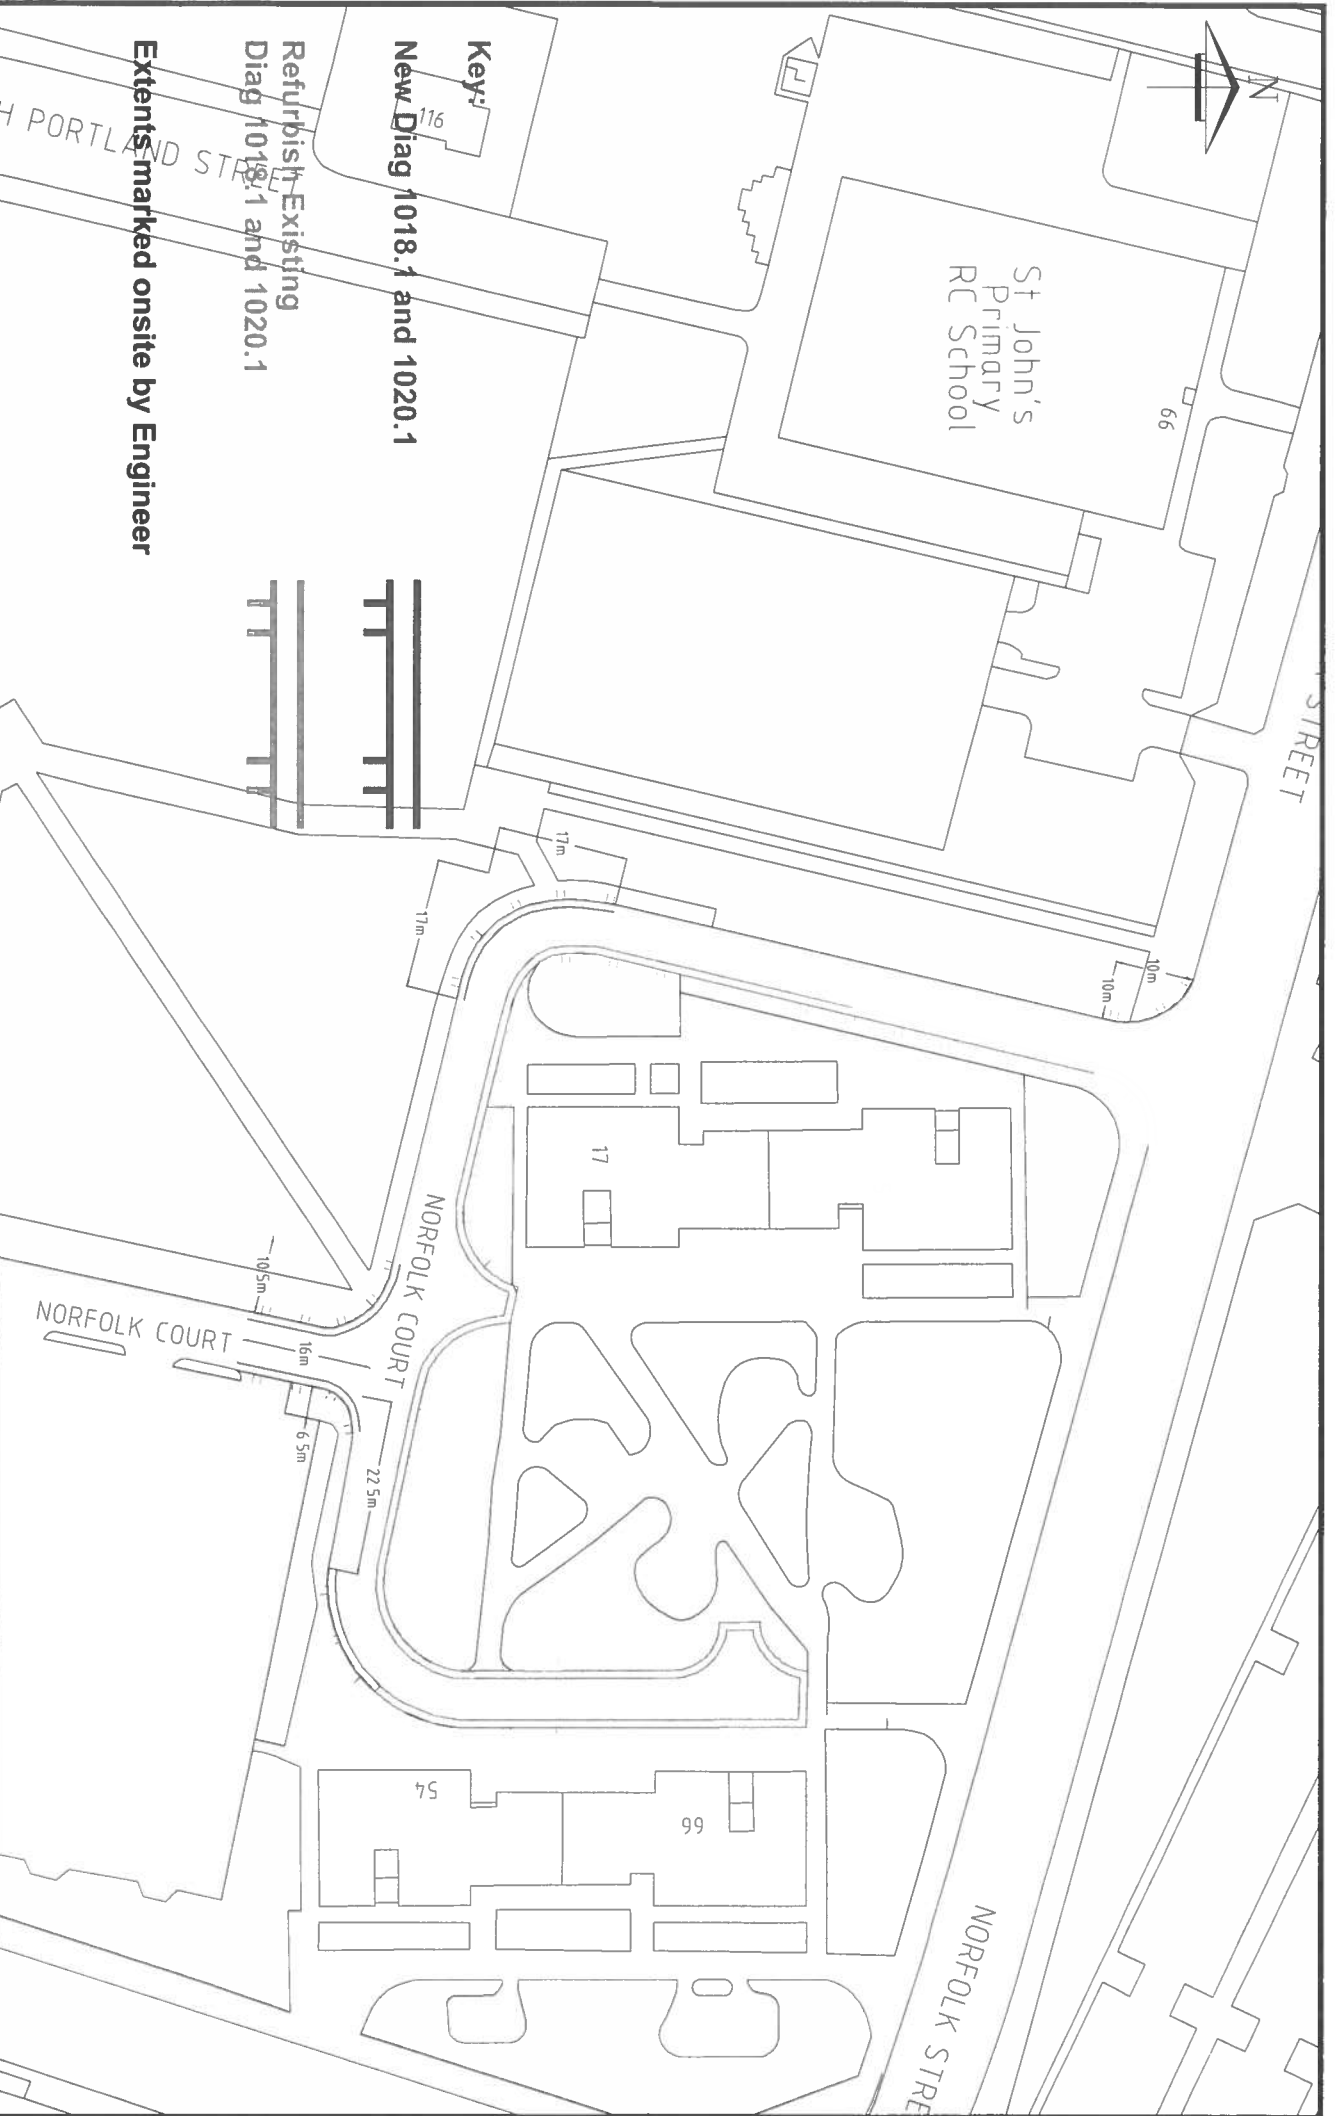 N
St John's
Primary
RC School
66
STREET
Key:
New Diag 1018.1 and 1020.1
116
Refurbish Existing
Diag 1018.1 and 1020.1
H PORTLAND STREET
Extents marked onsite by Engineer
10m
10m
17m
17m
17
NORFOLK COURT
10.5m
NORFOLK COURT
16m
6.5m
22.5m
54
66
NORFOLK STRE